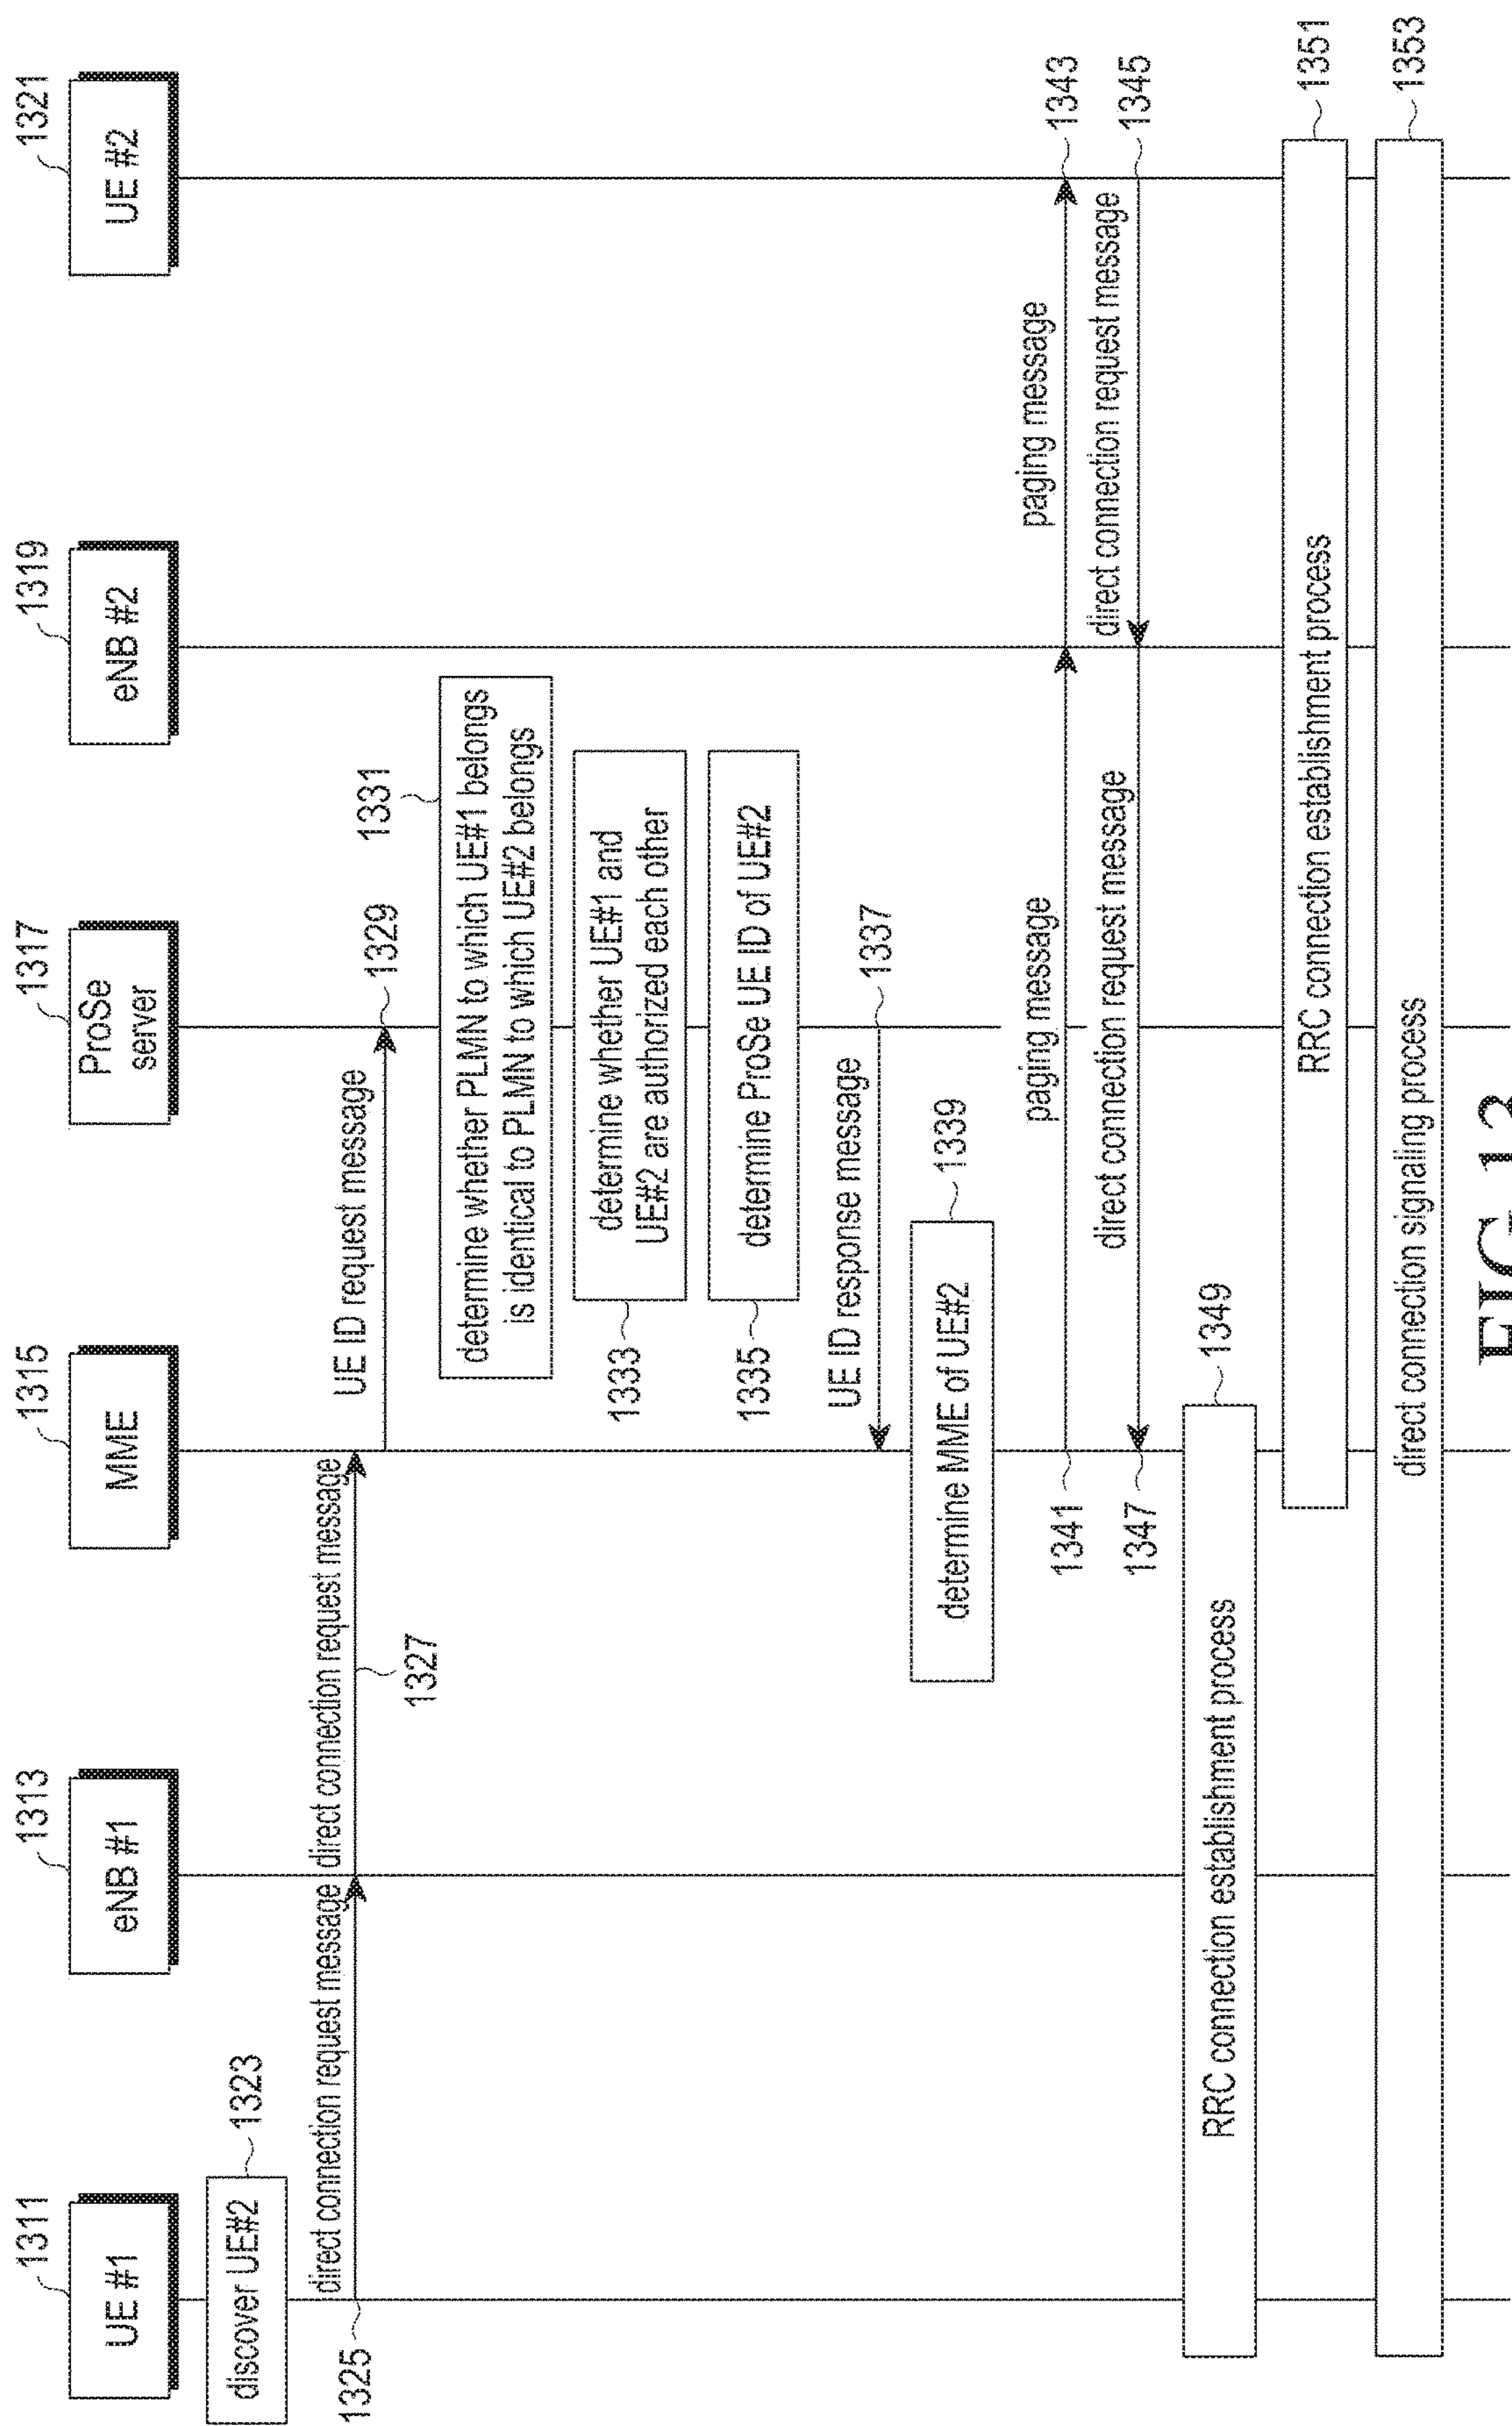 1311
1313
1315
1317
1319
1321
UE #1
eNB #1
MME
ProSe
server
eNB #2
UE #2
discover UE#2
1323
direct connection request message
1325
direct connection request message
1327
UE ID request message
1329
determine whether PLMN to which UE#1 belongs
is identical to PLMN to which UE#2 belongs
1331
determine whether UE#1 and
UE#2 are authorized each other
1333
determine ProSe UE ID of UE#2
1335
UE ID response message
1337
determine MME of UE#2
1339
paging message
1341
paging message
1343
direct connection request message
1345
direct connection request message
1347
RRC connection establishment process
1349
RRC connection establishment process
1351
direct connection signaling process
1353
FIG.13